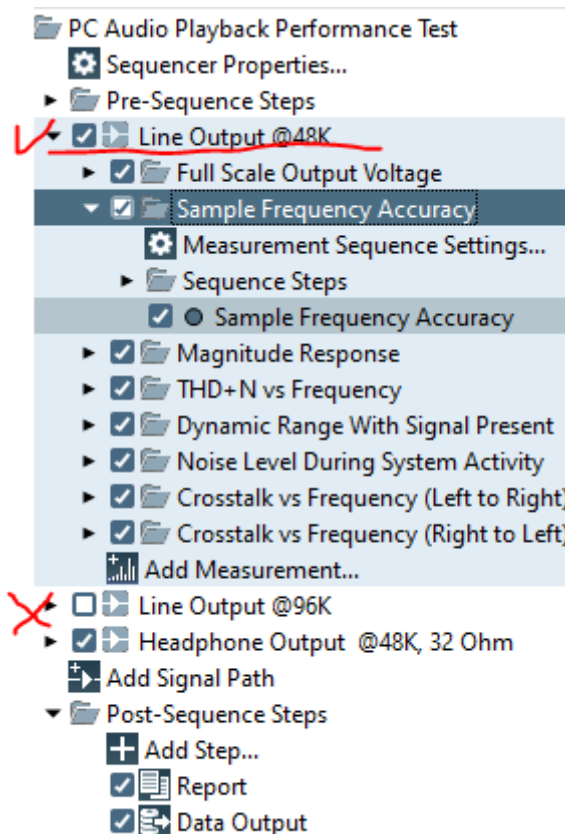 PC Audio Playback Performance Test
Sequencer Properties...
Pre-Sequence Steps
Line Output @48K
Full Scale Output Voltage
Sample Frequency Accuracy
Measurement Sequence Settings...
Sequence Steps
Sample Frequency Accuracy
Magnitude Response
THD+N vs Frequency
Dynamic Range With Signal Present
Noise Level During System Activity
Crosstalk vs Frequency (Left to Right)
Crosstalk vs Frequency (Right to Left)
Add Measurement...
Line Output @96K
Headphone Output @48K, 32 Ohm
Add Signal Path
Post-Sequence Steps
Add Step...
Report
Data Output